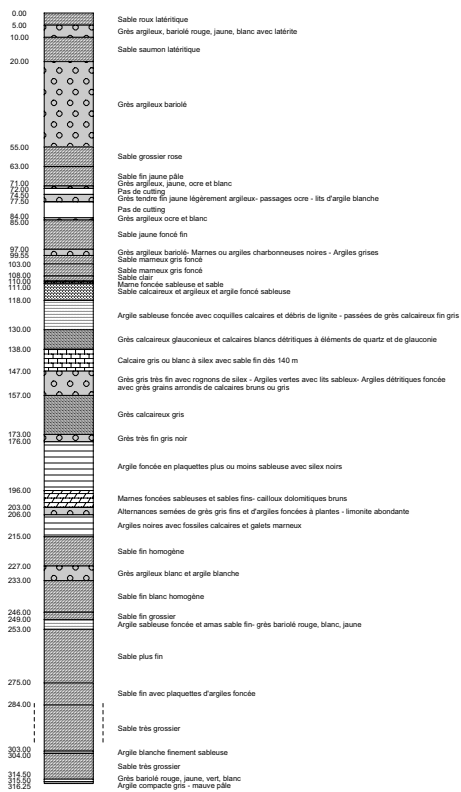 0.00
Sable roux latéritique
5.00
Grés argileux, bariolé rouge, jaune, blanc avec latérite
10.00
Sable saumon latéritique
20.00
Grés argileux bariolé
55.00
Sable grossier rose
63.00
Sable fin jaune pâle
71.00
Grés argileux, jaune, ocre et blanc
72.00
Pas de cutting
74.50
Grés tendre fin jaune légérement argileux- passages ocre - lits d'argile blanche
77.50
Pas de cutting
84.00
Grés argileux ocre et blanc
85.00
Sable jaune foncé fin
97.00
Grés argileux bariolé- Marnes ou argiles charbonneuses noires - Argiles grises
99.55
Sable marneux gris foncé
103.00
Sable marneux gris foncé
108.00
Sable clair
110.00
Marne foncée sableuse et sable
111.00
Sable calcaireux et argileux et argile foncé sableuse
118.00
Argile sableuse foncée avec coquilles calcaires et débris de lignite - passées de grés calcaireux fin gris
130.00
Grés calcaireux glauconieux et calcaires blancs détritiques à éléments de quartz et de glauconie
138.00
Calcaire gris ou blanc à silex avec sable fin dès 140 m
147.00
Grés gris très fin avec rognons de silex - Argiles vertes avec lits sableux- Argiles détritiques foncée
avec grés grains arrondis de calcaires bruns ou gris
157.00
Grés calcaireux gris
173.00
Grés très fin gris noir
176.00
Argile foncée en plaquettes plus ou moins sableuse avec silex noirs
196.00
Marnes foncées sableuses et sables fins- cailloux dolomitiques bruns
203.00
Alternances semées de grés gris fins et d'argiles foncées à plantes - limonite abondante
206.00
Argiles noires avec fossiles calcaires et galets marneux
215.00
Sable fin homogène
227.00
Grés argileux blanc et argile blanche
233.00
Sable fin blanc homogène
246.00
Sable fin grossier
249.00
Argile sableuse foncée et amas sable fin- grés bariolé rouge, blanc, jaune
253.00
Sable plus fin
275.00
Sable fin avec plaquettes d'argiles foncée
284.00
Sable très grossier
303.00
Argile blanche finement sableuse
304.00
Sable très grossier
314.50
Grés bariolé rouge, jaune, vert, blanc
315.50
Argile compacte gris - mauve pâle
316.25